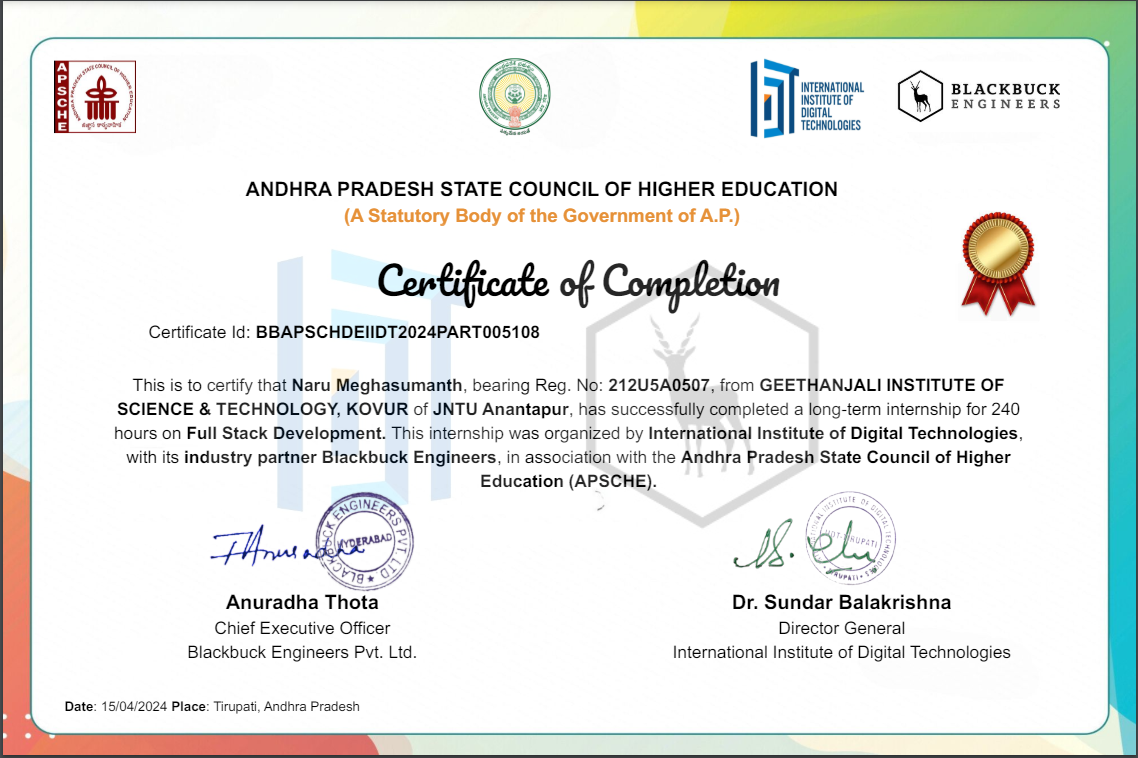 APSCHE
ANDHRA PRADESH STATE COUNCIL OF HIGHER EDUCATION
INTERNATIONAL
INSTITUTE OF
DIGITAL
TECHNOLOGIES
BLACKBUCK
ENGINEERS
ANDHRA PRADESH STATE COUNCIL OF HIGHER EDUCATION
(A Statutory Body of the Government of A.P.)
Certificate of Completion
Certificate Id: BBAPSCHDEIIDT2024PART005108
This is to certify that Naru Meghasumanth, bearing Reg. No: 212U5A0507, from GEETHANJALI INSTITUTE OF
SCIENCE & TECHNOLOGY, KOVUR of JNTU Anantapur, has successfully completed a long-term internship for 240
hours on Full Stack Development. This internship was organized by International Institute of Digital Technologies,
with its industry partner Blackbuck Engineers, in association with the Andhra Pradesh State Council of Higher
Education (APSCHE).
BLACKBUCK ENGINEERS PVT. LTD.
HYDERABAD
INTERNATIONAL INSTITUTE OF DIGITAL TECHNOLOGIES
TIRUPATI
Anuradha Thota
Chief Executive Officer
Blackbuck Engineers Pvt. Ltd.
Dr. Sundar Balakrishna
Director General
International Institute of Digital Technologies
Date: 15/04/2024 Place: Tirupati, Andhra Pradesh